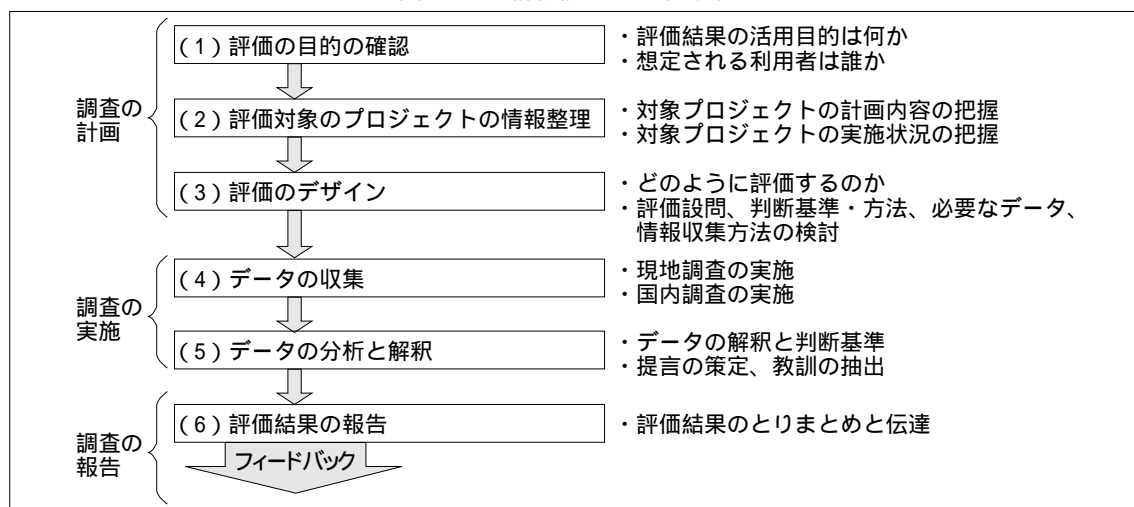 (1)評価の目的の確認
・評価結果の活用目的は何か
・想定される利用者は誰か
調査の
計画
(2)評価対象のプロジェクトの情報整理
・対象プロジェクトの計画内容の把握
・対象プロジェクトの実施状況の把握
(3)評価のデザイン
・どのように評価するのか
・評価設問、判断基準・方法、必要なデータ、
情報収集方法の検討
調査の
実施
(4)データの収集
・現地調査の実施
・国内調査の実施
(5)データの分析と解釈
・データの解釈と判断基準
・提言の策定、教訓の抽出
調査の
報告
(6)評価結果の報告
・評価結果のとりまとめと伝達
フィードバック